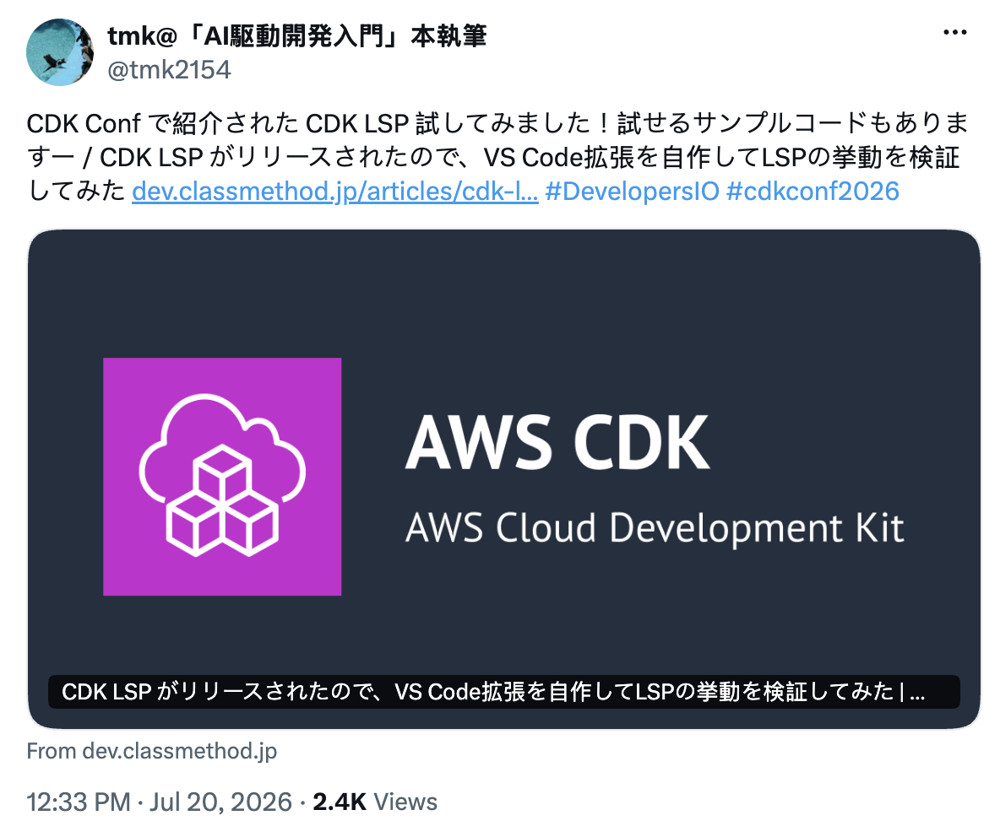 tmk@「AI駆動開発入門」本執筆
@tmk2154
CDK Conf で紹介された CDK LSP 試してみました！試せるサンプルコードもありま
すー / CDK LSP がリリースされたので、VS Code拡張を自作してLSPの挙動を検証
してみた dev.classmethod.jp/articles/cdk-l... #DevelopersIO #cdkconf2026
AWS CDK
AWS Cloud Development Kit
CDK LSP がリリースされたので、VS Code拡張を自作してLSPの挙動を検証してみた | ...
From dev.classmethod.jp
12:33 PM · Jul 20, 2026 · 2.4K Views